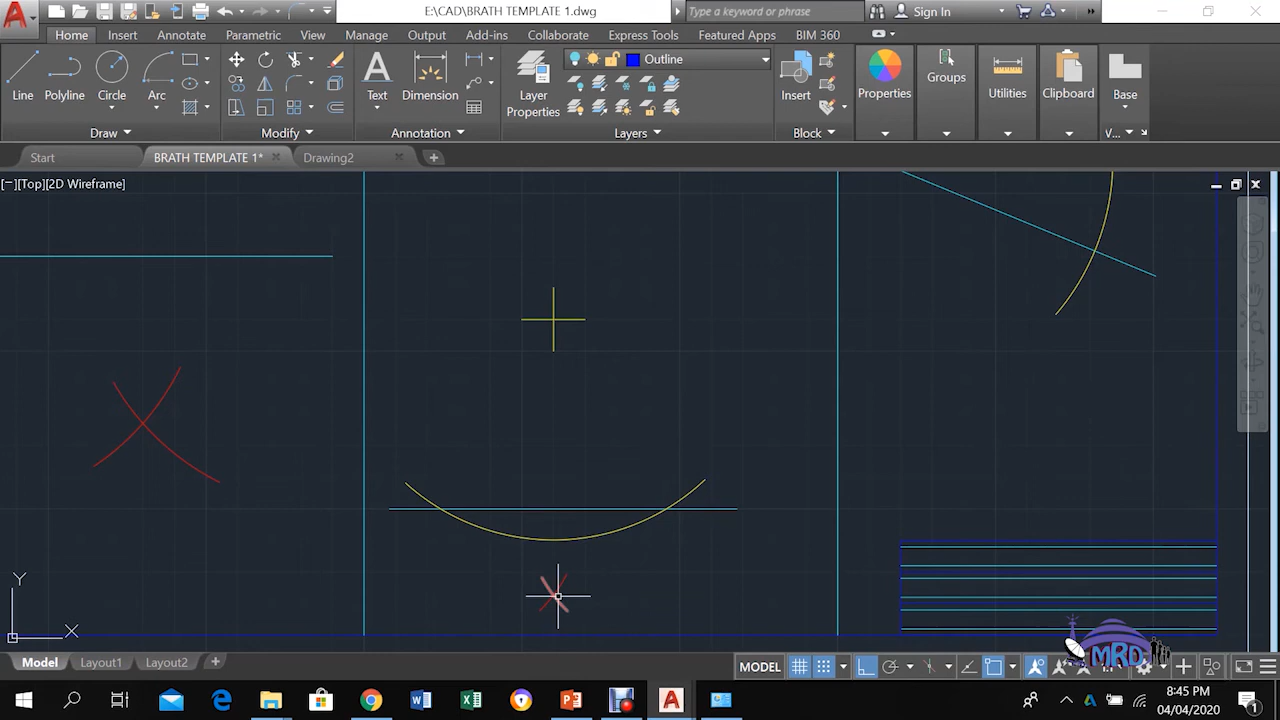 E:\CAD\BRATH TEMPLATE 1.dwg
Type a keyword or phrase
Sign In
Home Insert Annotate Parametric View Manage Output Add-ins Collaborate Express Tools Featured Apps BIM 360
Outline
Line Polyline Circle Arc
Text Dimension
Layer
Properties
Insert
Properties
Groups
Utilities
Clipboard
Base
Draw Modify Annotation Layers Block V...
Start BRATH TEMPLATE 1* Drawing2
[−][Top][2D Wireframe]
Y
X
MRD
Model Layout1 Layout2
MODEL
8:45 PM
04/04/2020